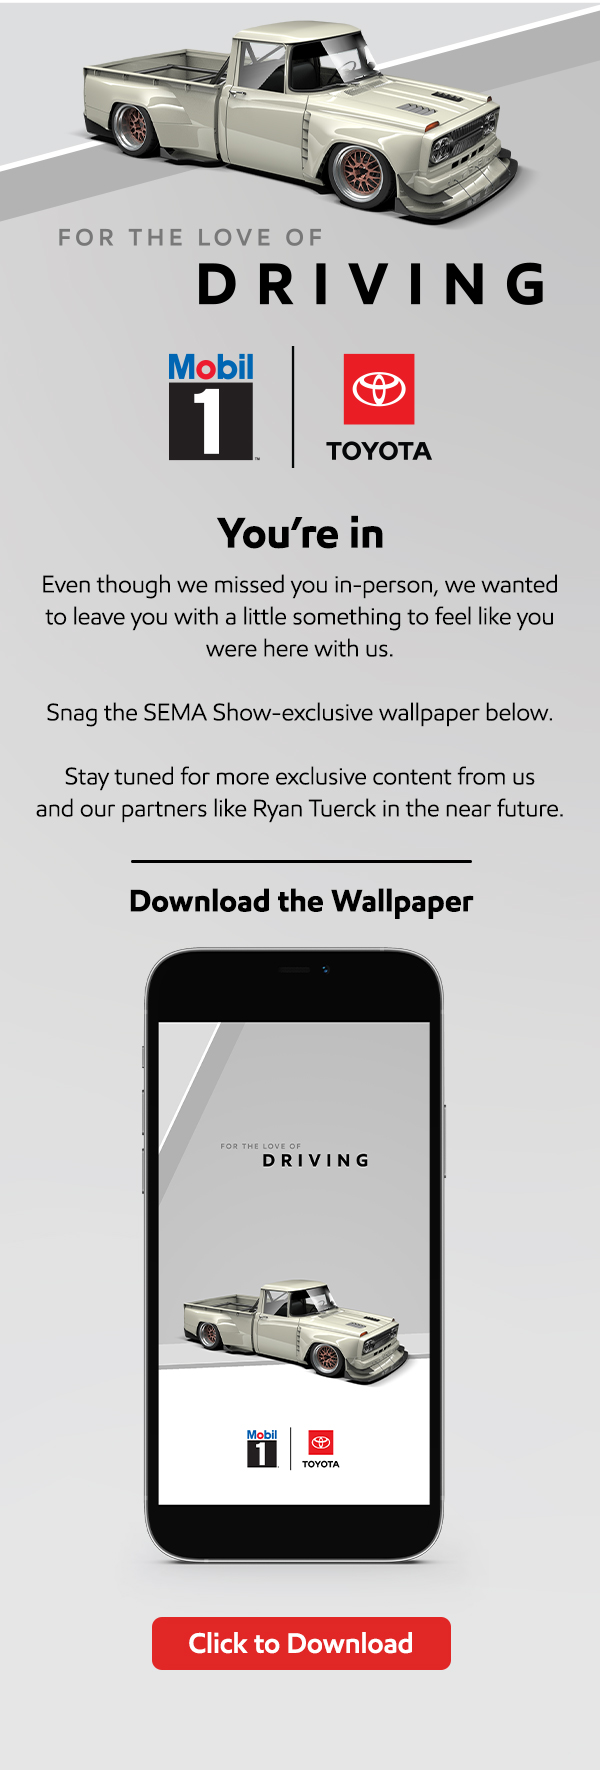 FOR THE LOVE OF
DRIVING
Mobil
1
™
TOYOTA
You're in
Even though we missed you in-person, we wanted
to leave you with a little something to feel like you
were here with us.
Snag the SEMA Show-exclusive wallpaper below.
Stay tuned for more exclusive content from us
and our partners like Ryan Tuerck in the near future.
Download the Wallpaper
FOR THE LOVE OF
DRIVING
Mobil
1
TOYOTA
Click to Download